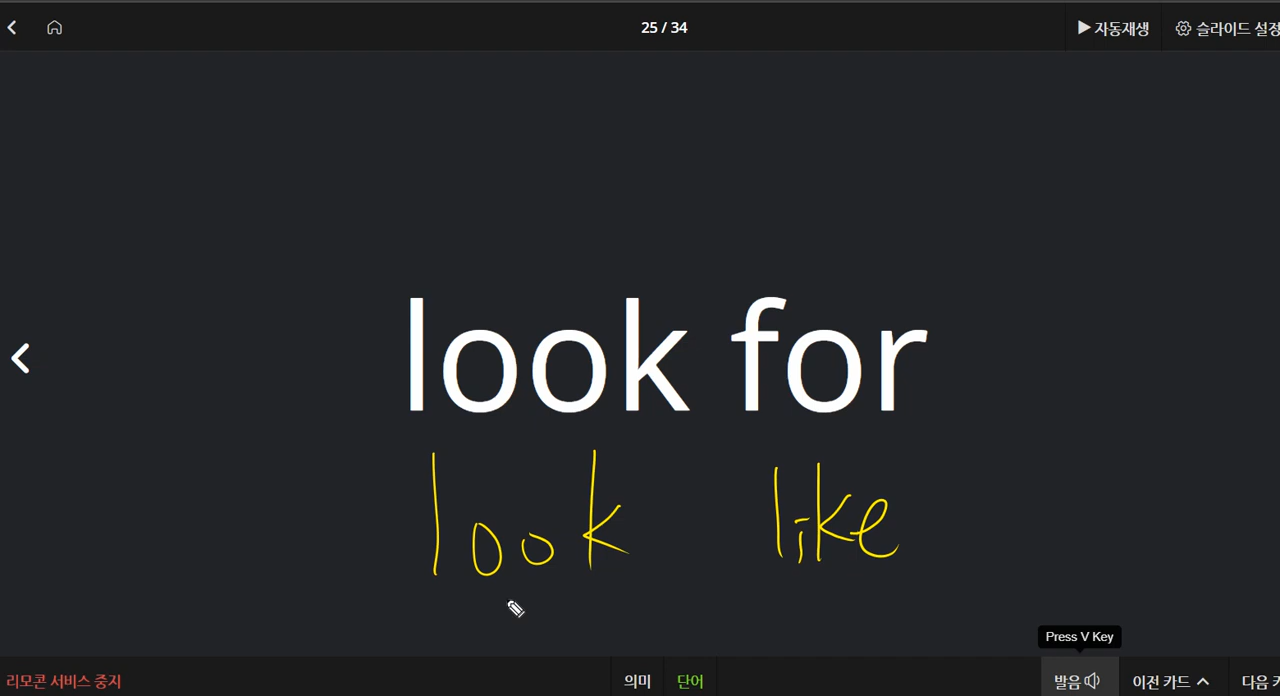 25 / 34
▶ 자동재생
슬라이드 설정
look for
look like
Press V Key
리모콘 서비스 중지
의미
단어
발음
이전 카드
다음